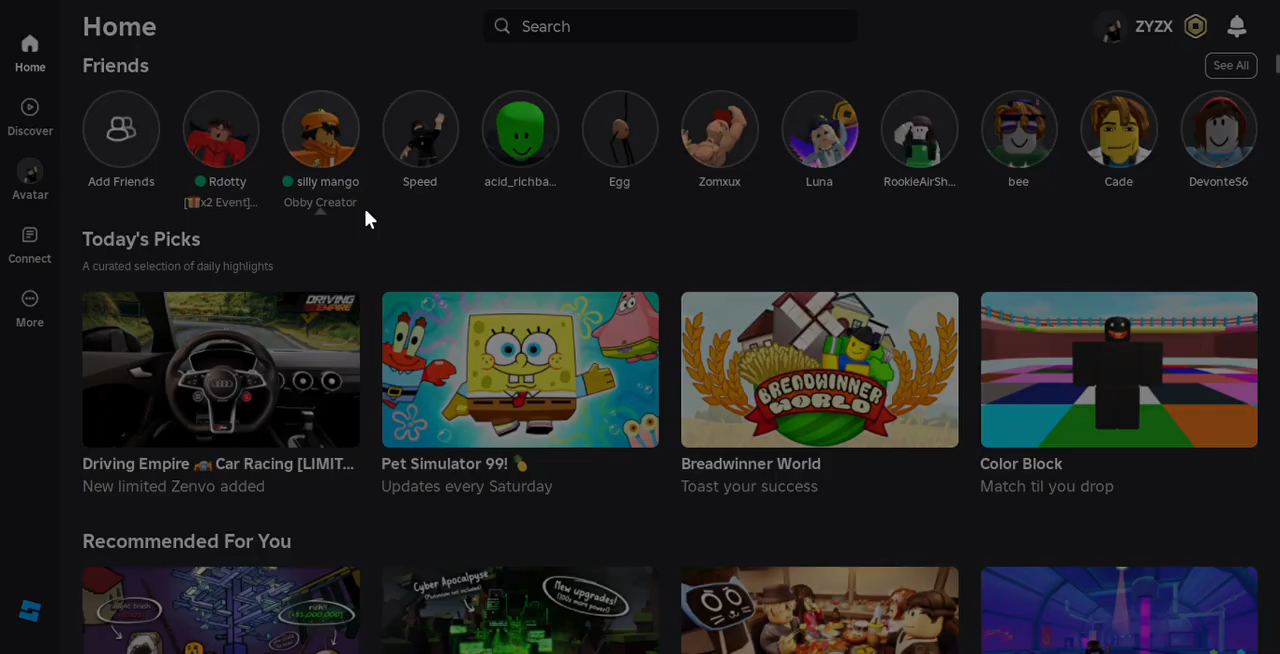 Home
Search
ZYZX
Home
Discover
Avatar
Connect
More
Friends
See All
Add Friends
Rdotty
[🎁x2 Event]...
silly mango
Obby Creator
Speed
acid_richba...
Egg
Zomxux
Luna
RookieAirSh...
bee
Cade
DevonteS6
Today's Picks
A curated selection of daily highlights
DRIVING
EMPIRE
BREADWINNER
WORLD
Driving Empire 🚗 Car Racing [LIMIT...
New limited Zenvo added
Pet Simulator 99! 🍍
Updates every Saturday
Breadwinner World
Toast your success
Color Block
Match til you drop
Recommended For You
Cyber Apocalpyse
New upgrades!